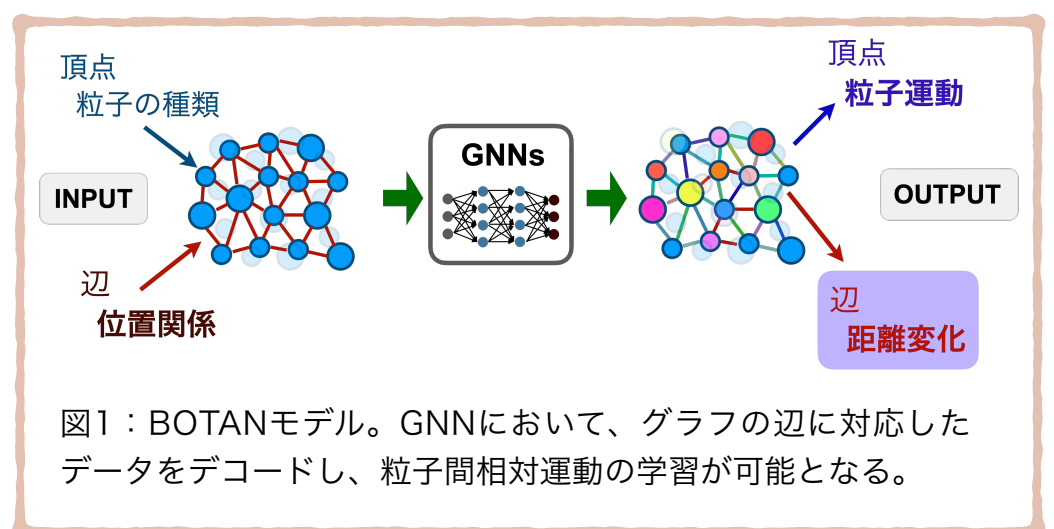 頂点
粒子の種類
INPUT
辺
位置関係
GNNs
頂点
粒子運動
OUTPUT
辺
距離変化
図1：BOTANモデル。GNNにおいて、グラフの辺に対応した
データをデコードし、粒子間相対運動の学習が可能となる。